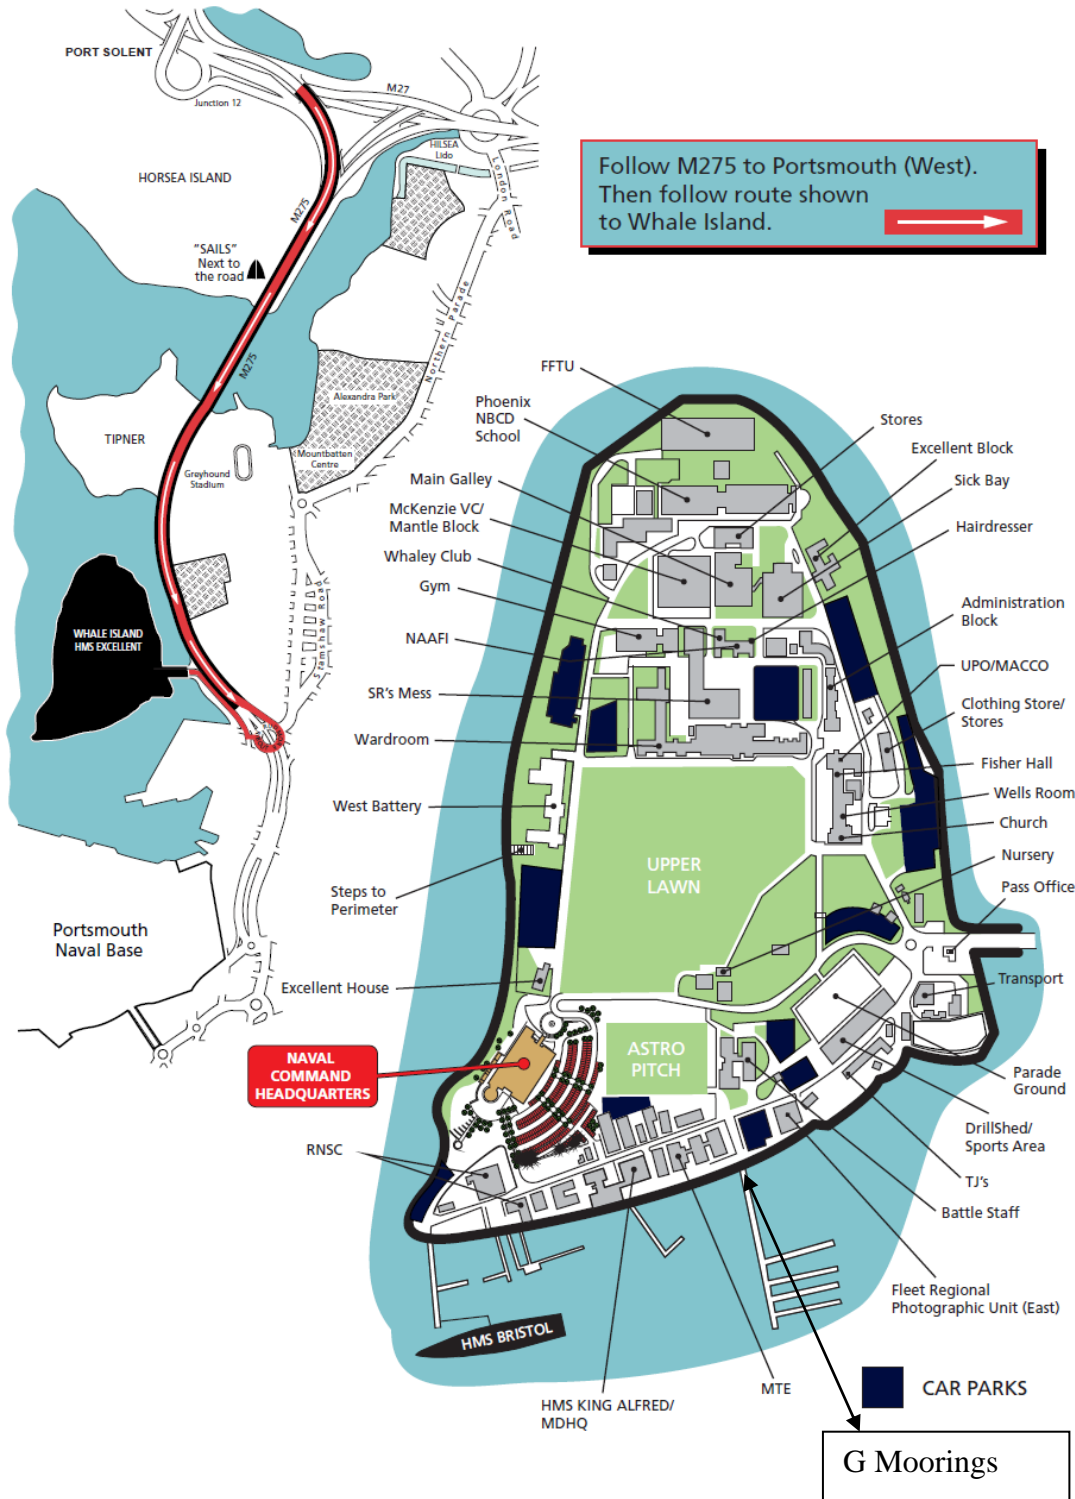 PORT SOLENT
M27
Junction 12
HILSEA
Lido
London Road
HORSEA ISLAND
M275
"SAILS"
Next to
the road
Northern Parade
M275
Alexandra Park
TIPNER
Mountbatten
Centre
Greyhound
Stadium
Stamshaw Road
WHALE ISLAND
HMS EXCELLENT
Portsmouth
Naval Base
Follow M275 to Portsmouth (West).
Then follow route shown
to Whale Island.
FFTU
Phoenix
NBCD
School
Main Galley
McKenzie VC/
Mantle Block
Whaley Club
Gym
NAAFI
SR's Mess
Wardroom
West Battery
Steps to
Perimeter
Excellent House
NAVAL
COMMAND
HEADQUARTERS
RNSC
Stores
Excellent Block
Sick Bay
Hairdresser
Administration
Block
UPO/MACCO
Clothing Store/
Stores
Fisher Hall
Wells Room
Church
Nursery
Pass Office
Transport
Parade
Ground
DrillShed/
Sports Area
TJ's
Battle Staff
Fleet Regional
Photographic Unit (East)
UPPER
LAWN
ASTRO
PITCH
HMS BRISTOL
HMS KING ALFRED/
MDHQ
MTE
CAR PARKS
G Moorings